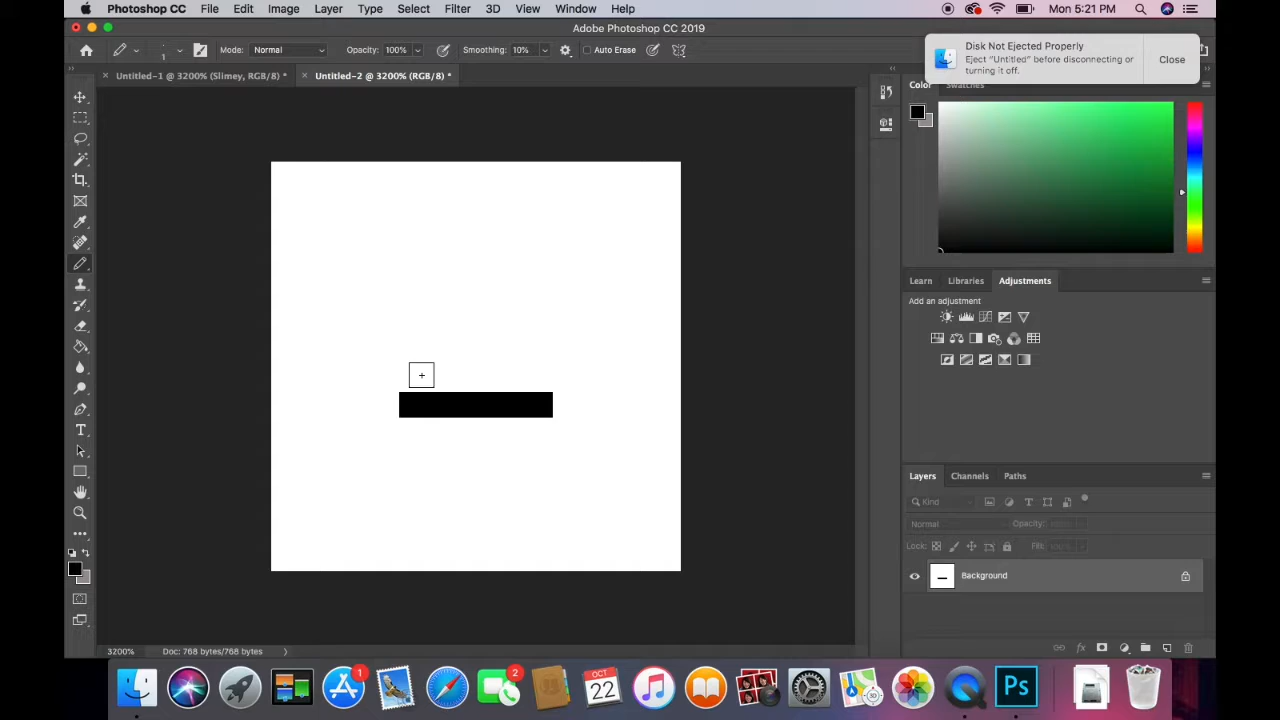 Photoshop CC File Edit Image Layer Type Select Filter 3D View Window Help Mon 5:21 PM
Adobe Photoshop CC 2019
Mode: Normal Opacity: 100% Smoothing: 10% Auto Erase
Disk Not Ejected Properly
Eject "Untitled" before disconnecting or
turning it off.
Close
Untitled-1 @ 3200% (Slimey, RGB/8) * Untitled-2 @ 3200% (RGB/8) *
Color Swatches
Learn Libraries Adjustments
Add an adjustment
Layers Channels Paths
Kind
Normal Opacity:
Lock: Fill:
Background
3200% Doc: 768 bytes/768 bytes
1
2
OCT
22
3D
Ps